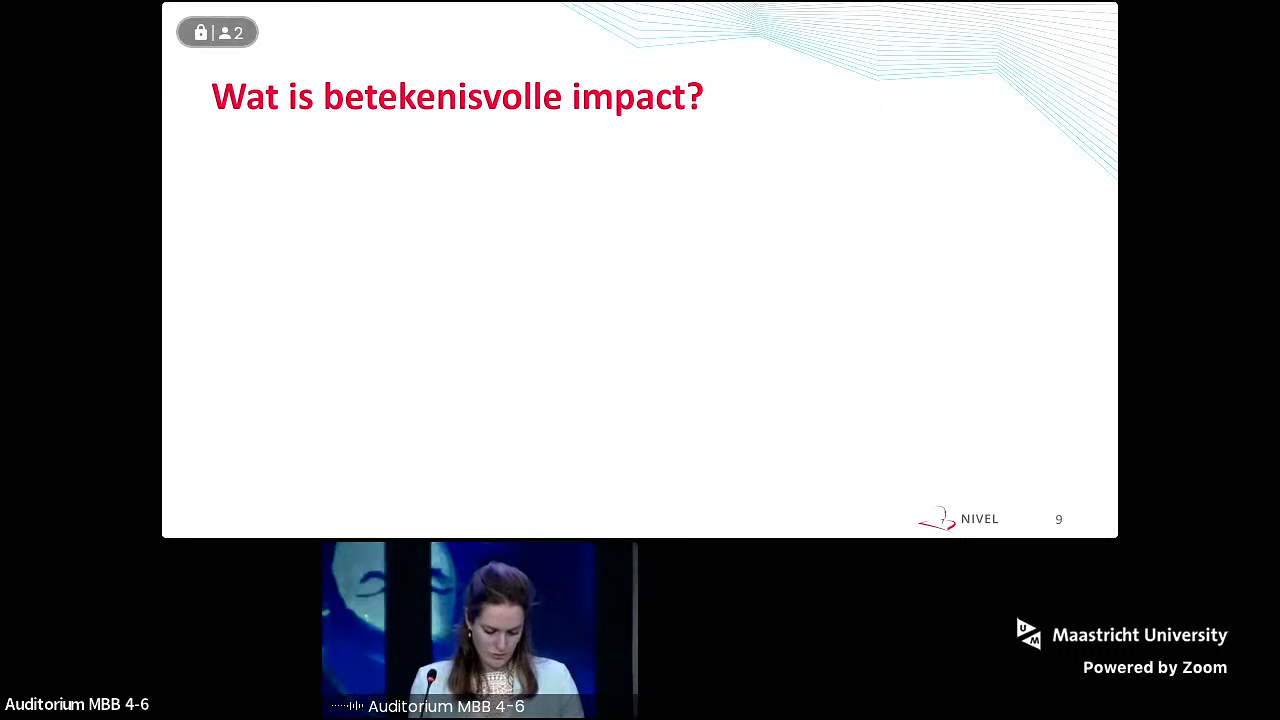 2
Wat is betekenisvolle impact?
NIVEL
9
U
M
Maastricht University
Powered by Zoom
Auditorium MBB 4-6
Auditorium MBB 4-6